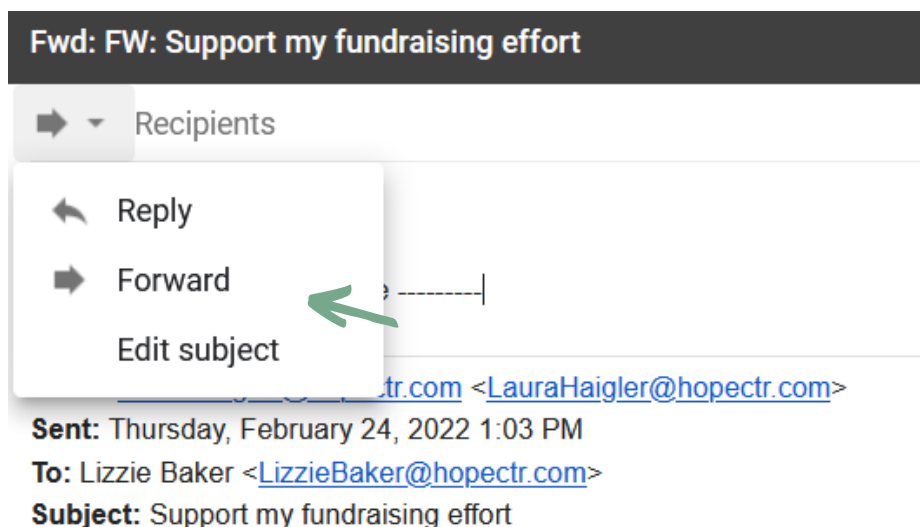 Fwd: FW: Support my fundraising effort
Recipients
Reply
Forward
---------
Edit subject
tr.com <LauraHaigler@hopectr.com>
Sent: Thursday, February 24, 2022 1:03 PM
To: Lizzie Baker <LizzieBaker@hopectr.com>
Subject: Support my fundraising effort